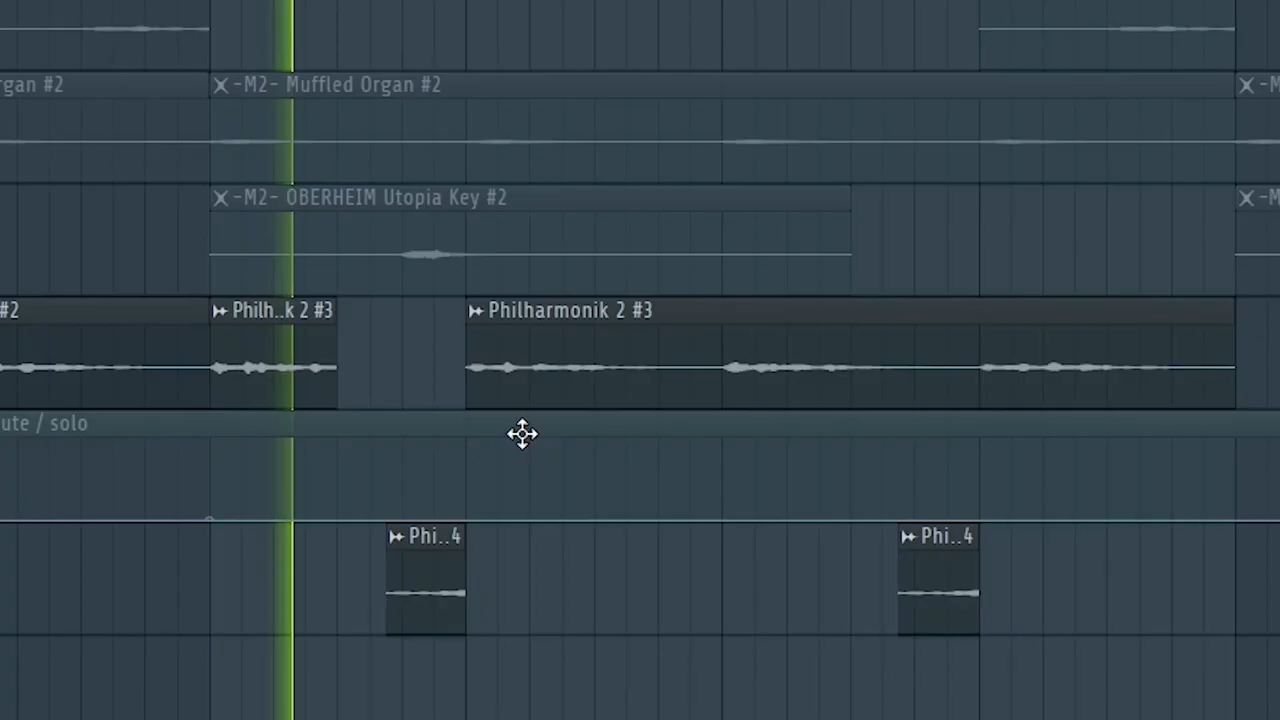 rgan #2
-M2- Muffled Organ #2
-M
-M2- OBERHEIM Utopia Key #2
-M
#2
Philh..k 2 #3
Philharmonik 2 #3
ute / solo
Phi..4
Phi..4